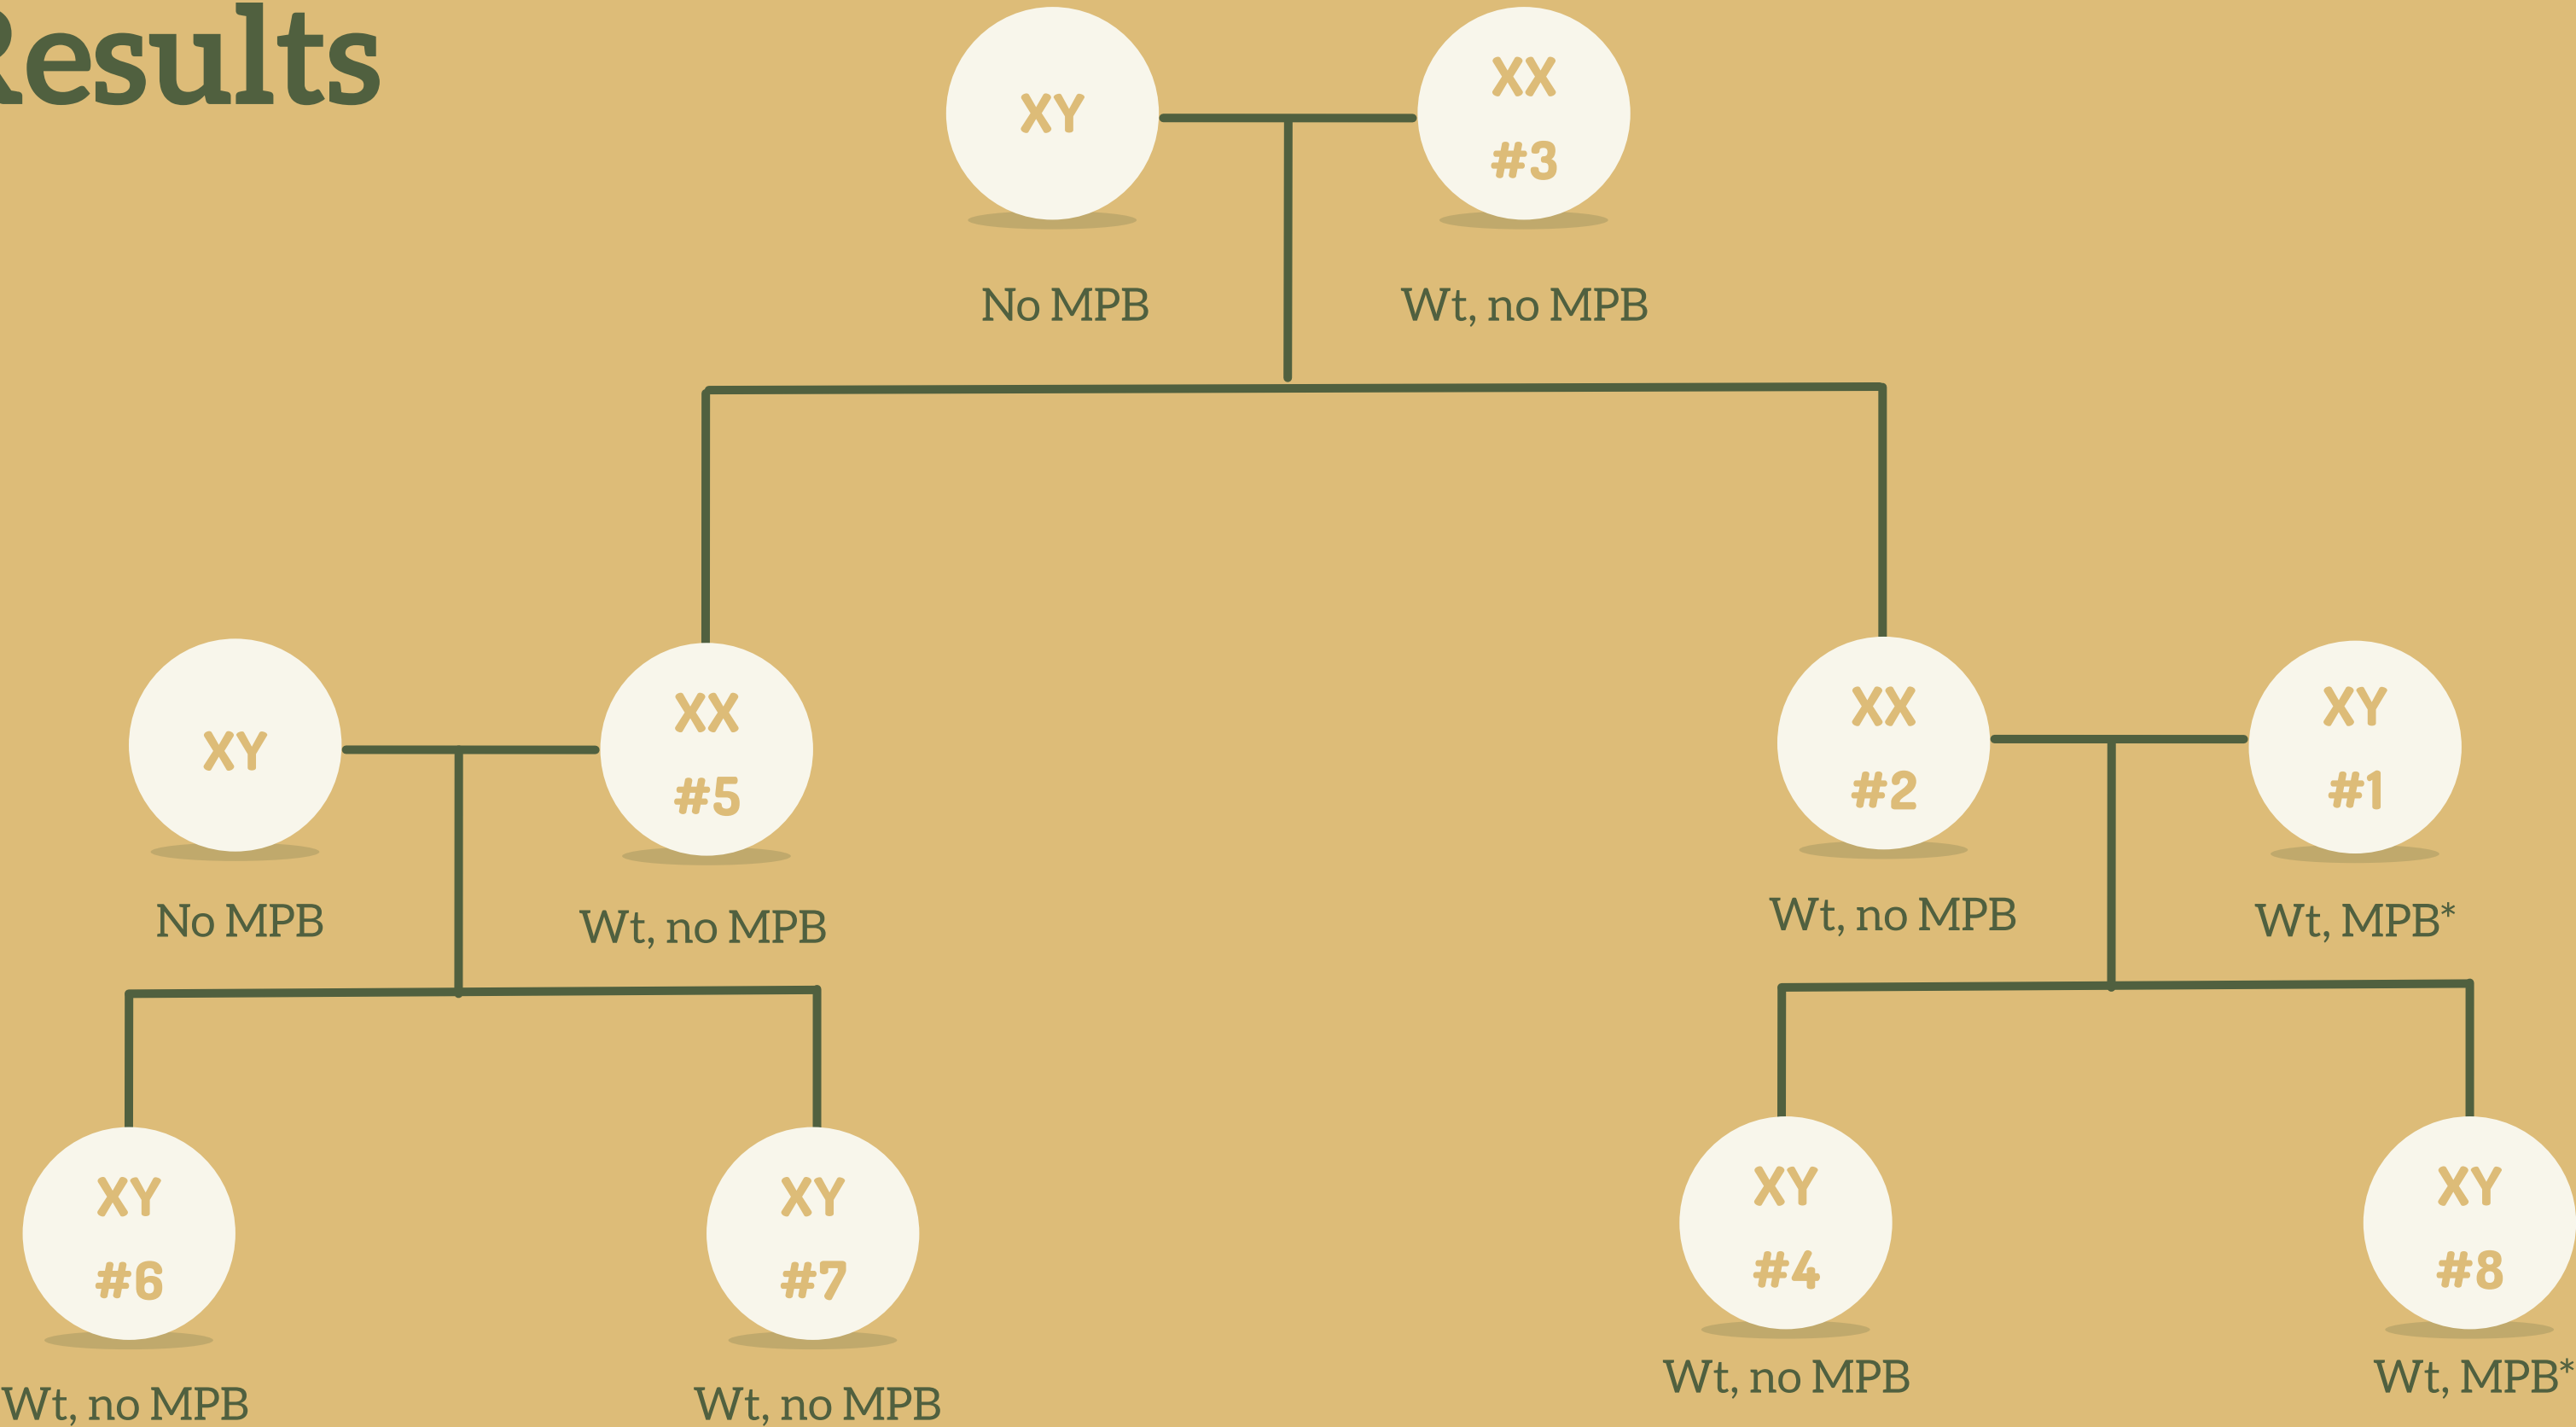 Results
XY
XX
#3
No MPB
Wt, no MPB
XY
XX
#5
XX
#2
XY
#1
No MPB
Wt, no MPB
Wt, no MPB
Wt, MPB*
XY
#6
XY
#7
XY
#4
XY
#8
Wt, no MPB
Wt, no MPB
Wt, no MPB
Wt, MPB*